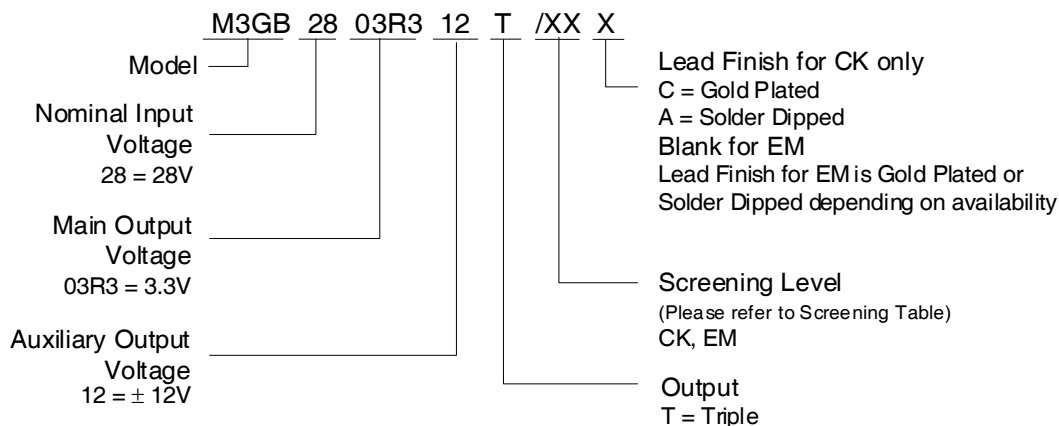 M3GB 28 03R3 12 T /XX X
Model
Nominal Input
Voltage
28 = 28V
Main Output
Voltage
03R3 = 3.3V
Auxiliary Output
Voltage
12 = ± 12V
Lead Finish for CK only
C = Gold Plated
A = Solder Dipped
Blank for EM
Lead Finish for EM is Gold Plated or
Solder Dipped depending on availability
Screening Level
(Please refer to Screening Table)
CK, EM
Output
T = Triple